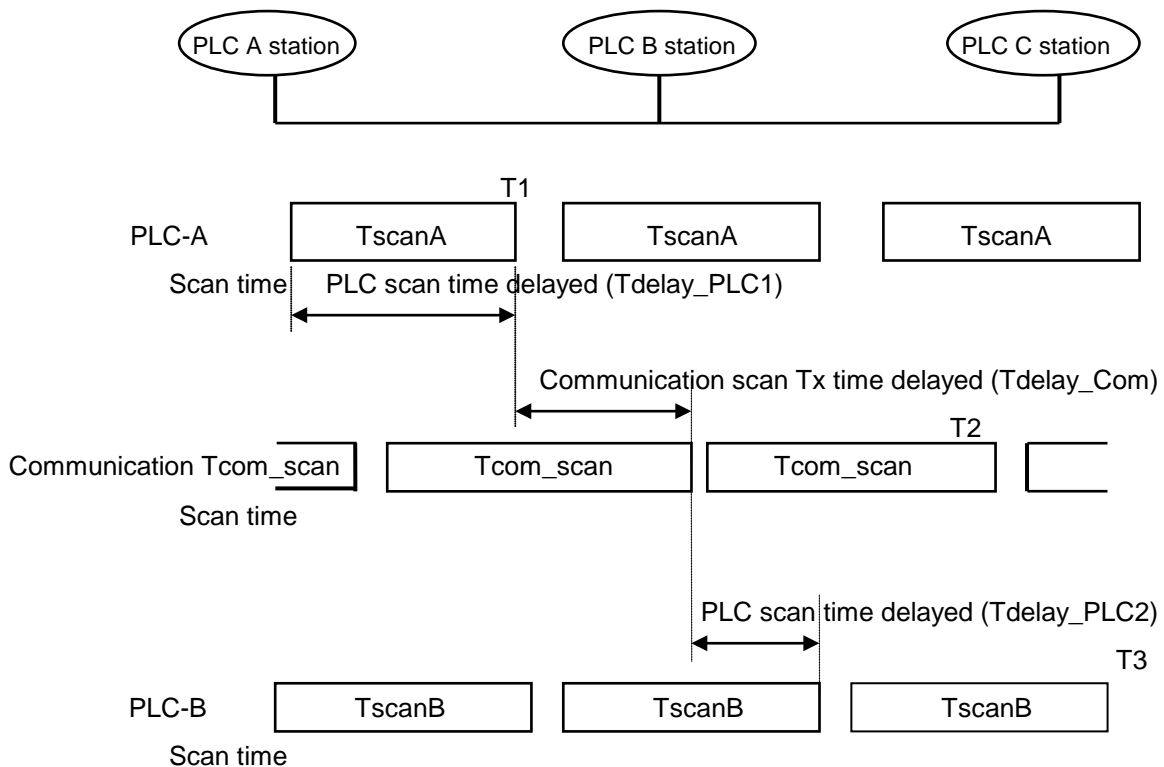 PLC A station
PLC B station
PLC C station
T1
PLC-A
TscanA
TscanA
TscanA
Scan time
PLC scan time delayed (Tdelay_PLC1)
Communication scan Tx time delayed (Tdelay_Com)
T2
Communication Tcom_scan
Tcom_scan
Tcom_scan
Scan time
PLC scan time delayed (Tdelay_PLC2)
T3
PLC-B
TscanB
TscanB
TscanB
Scan time